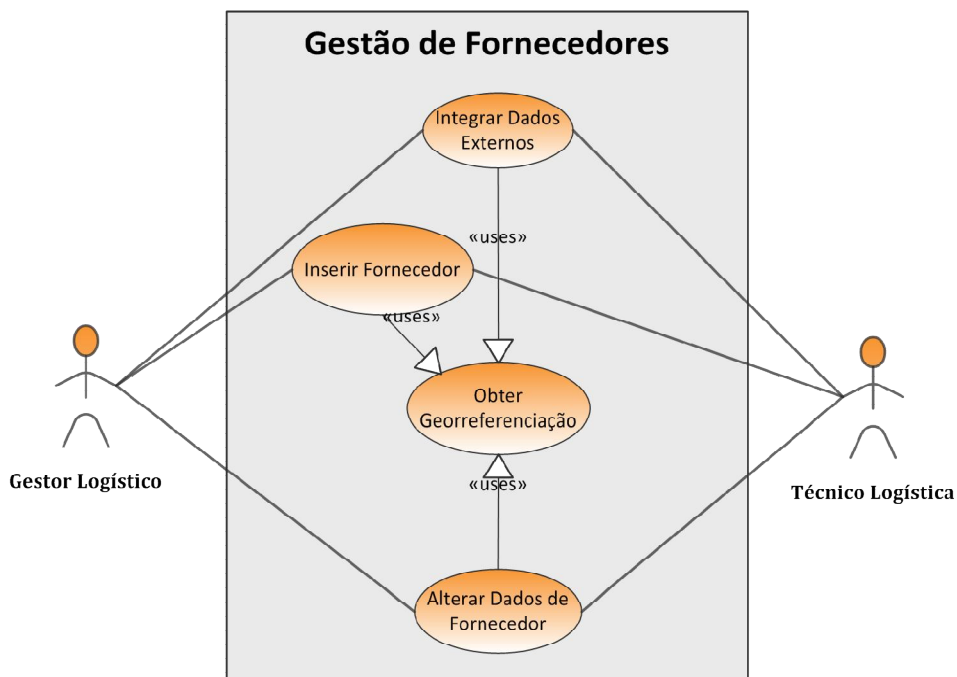 Gestão de Fornecedores
Integrar Dados
Externos
«uses»
Inserir Fornecedor
«uses»
Obter
Georreferenciação
Gestor Logístico
«uses»
Técnico Logística
Alterar Dados de
Fornecedor